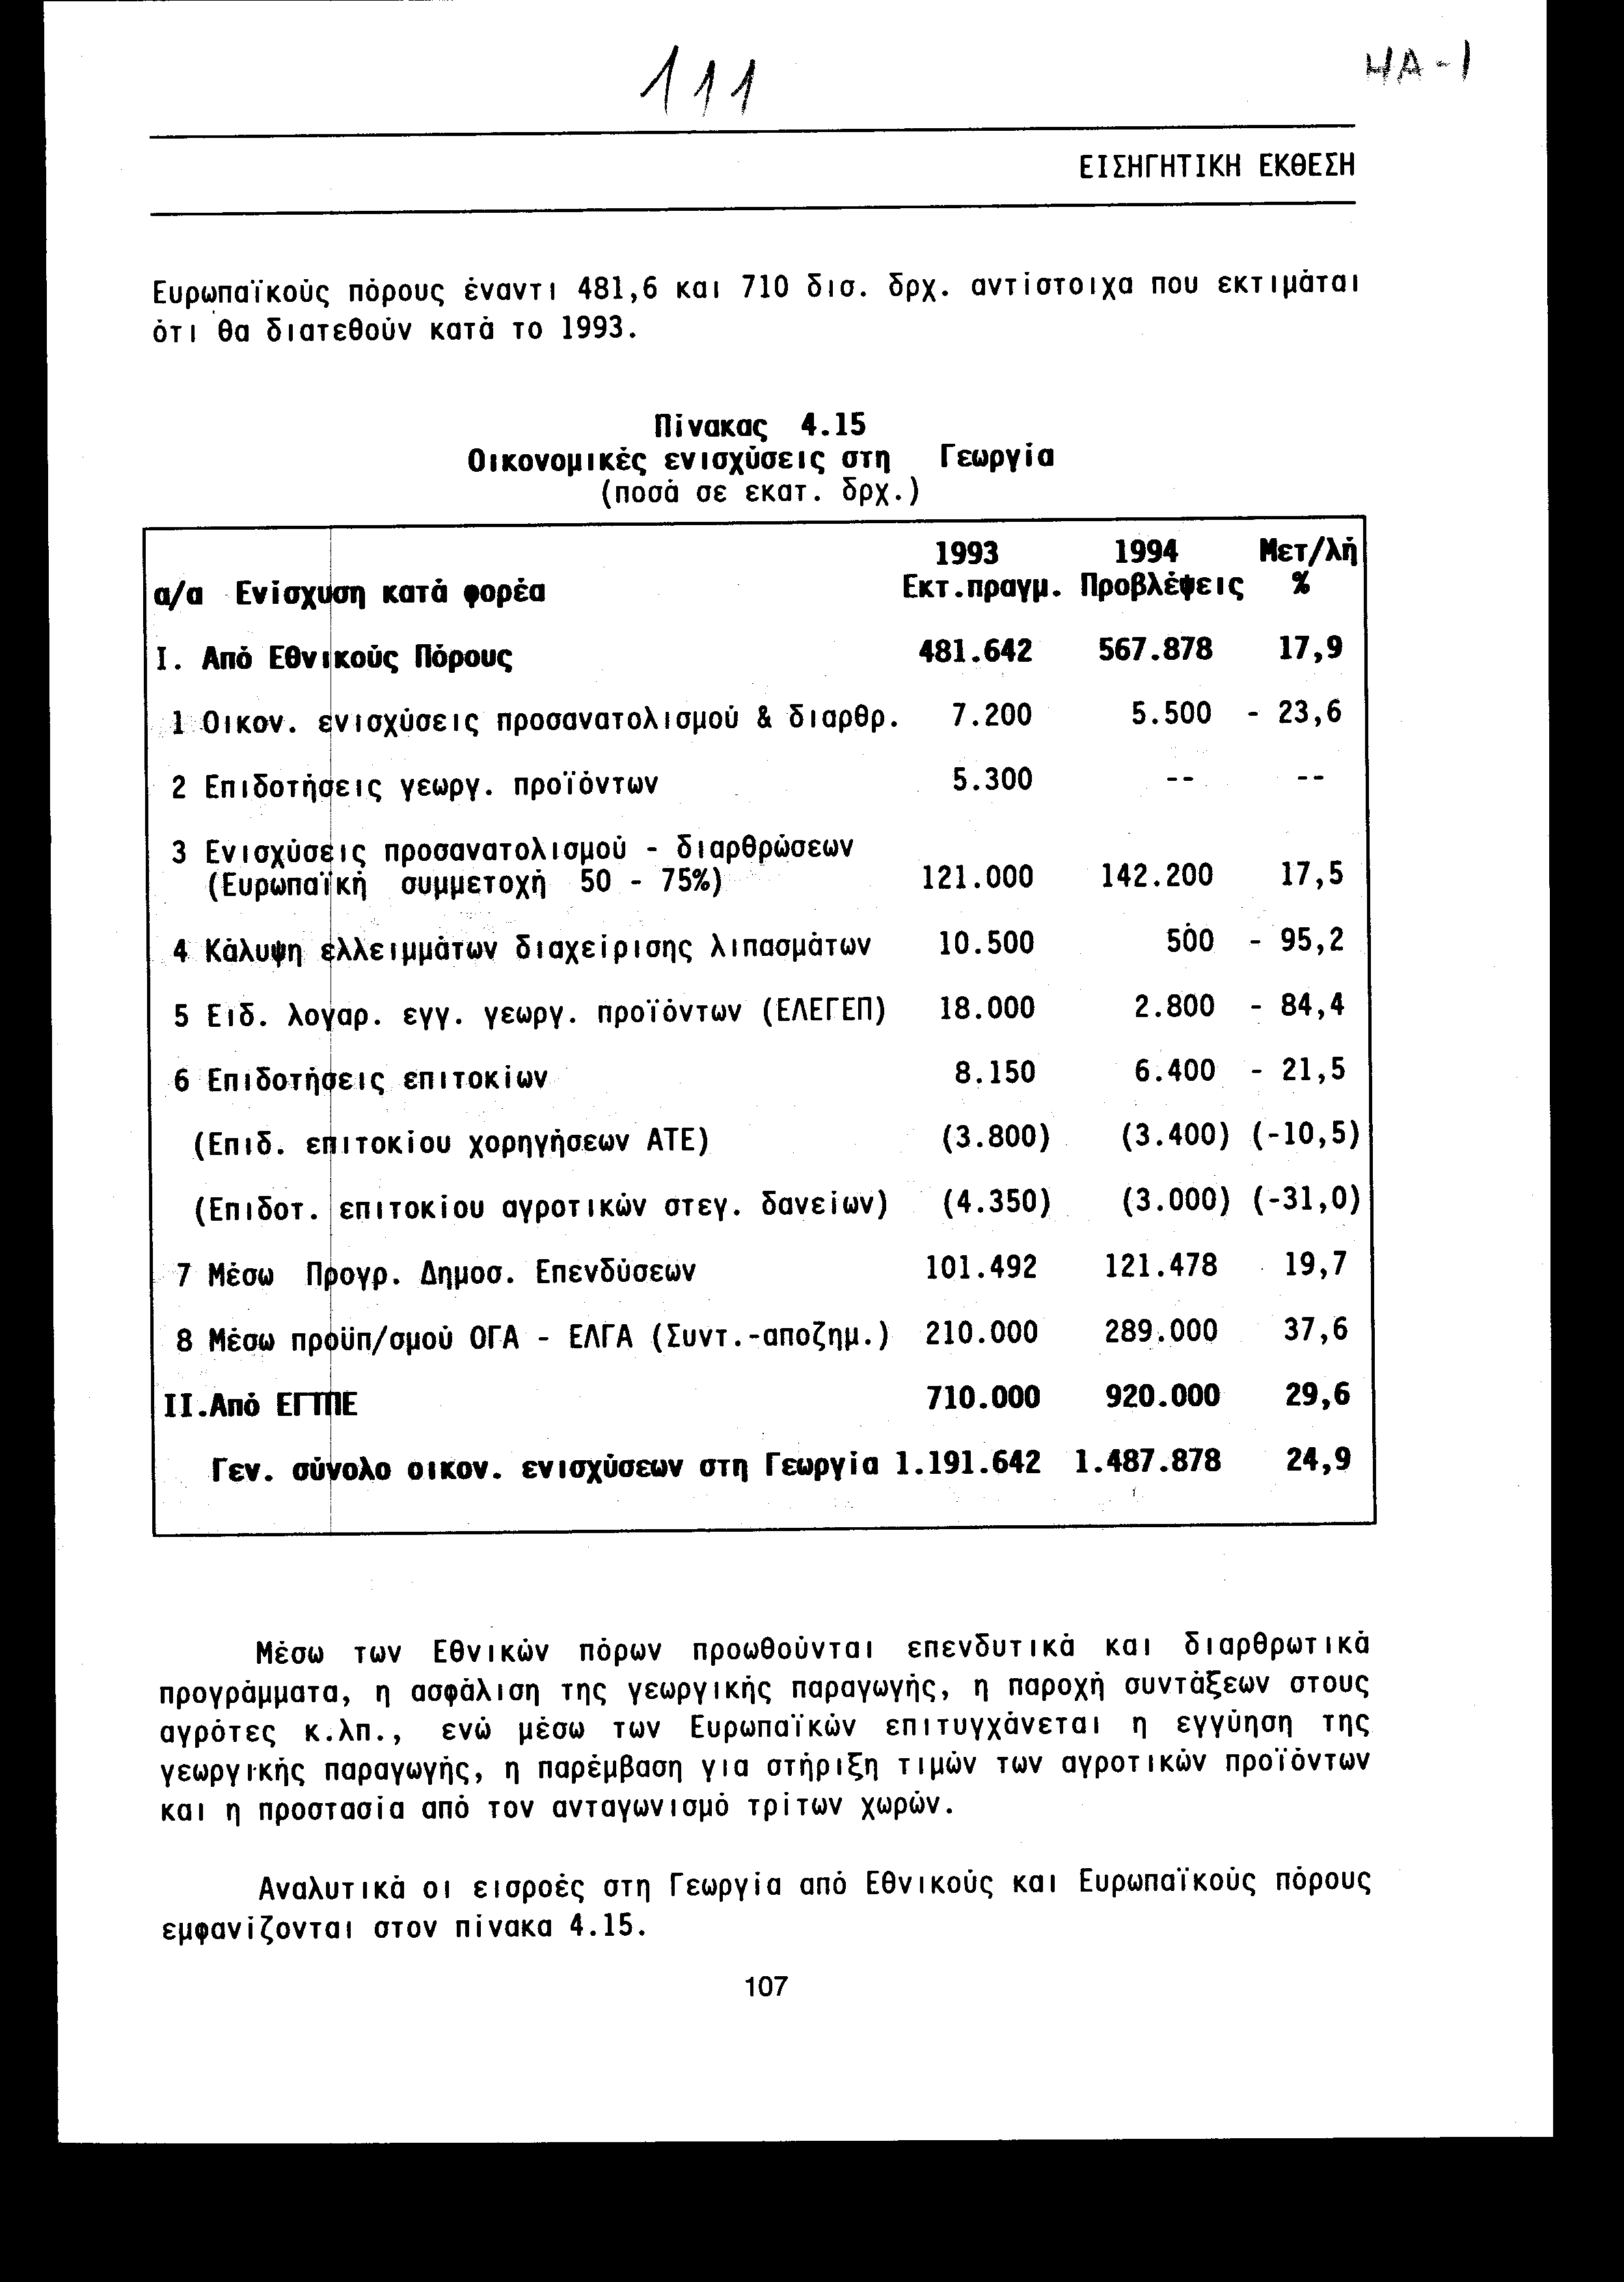 111
HA-1
ΕΙΣΗΓΗΤΙΚΗ ΕΚΘΕΣΗ
Ευρωπαϊκούς πόρους έναντι 481,6 και 710 δισ. δρχ. αντίστοιχα που εκτιμάται
ότι θα διατεθούν κατά το 1993.
Πίνακας 4.15
Οικονομικές ενισχύσεις στη Γεωργία
(ποσά σε εκατ. δρχ.)
1993 1994 Μετ/λή
α/α Ενίσχυση κατά φορέα Εκτ.πραγμ. Προβλέψεις %
Ι. Από Εθνικούς Πόρους 481.642 567.878 17,9
1 Οικον. ενισχύσεις προσανατολισμού & διαρθρ. 7.200 5.500 - 23,6
2 Επιδοτήσεις γεωργ. προϊόντων 5.300 -- --
3 Ενισχύσεις προσανατολισμού - διαρθρώσεων
(Ευρωπαϊκή συμμετοχή 50 - 75%) 121.000 142.200 17,5
4 Κάλυψη ελλειμμάτων διαχείρισης λιπασμάτων 10.500 500 - 95,2
5 Ειδ. λογαρ. εγγ. γεωργ. προϊόντων (ΕΛΕΓΕΠ) 18.000 2.800 - 84,4
6 Επιδοτήσεις επιτοκίων 8.150 6.400 - 21,5
(Επιδ. επιτοκίου χορηγήσεων ΑΤΕ) (3.800) (3.400) (-10,5)
(Επιδοτ. επιτοκίου αγροτικών στεγ. δανείων) (4.350) (3.000) (-31,0)
7 Μέσω Προγρ. Δημοσ. Επενδύσεων 101.492 121.478 19,7
8 Μέσω προϋπ/σμού ΟΓΑ - ΕΛΓΑ (Συντ.-αποζημ.) 210.000 289.000 37,6
ΙΙ.Από ΕΓΤΠΕ 710.000 920.000 29,6
Γεν. σύνολο οικον. ενισχύσεων στη Γεωργία 1.191.642 1.487.878 24,9
Μέσω των Εθνικών πόρων προωθούνται επενδυτικά και διαρθρωτικά
προγράμματα, η ασφάλιση της γεωργικής παραγωγής, η παροχή συντάξεων στους
αγρότες κ.λπ., ενώ μέσω των Ευρωπαϊκών επιτυγχάνεται η εγγύηση της
γεωργικής παραγωγής, η παρέμβαση για στήριξη τιμών των αγροτικών προϊόντων
και η προστασία από τον ανταγωνισμό τρίτων χωρών.
Αναλυτικά οι εισροές στη Γεωργία από Εθνικούς και Ευρωπαϊκούς πόρους
εμφανίζονται στον πίνακα 4.15.
107